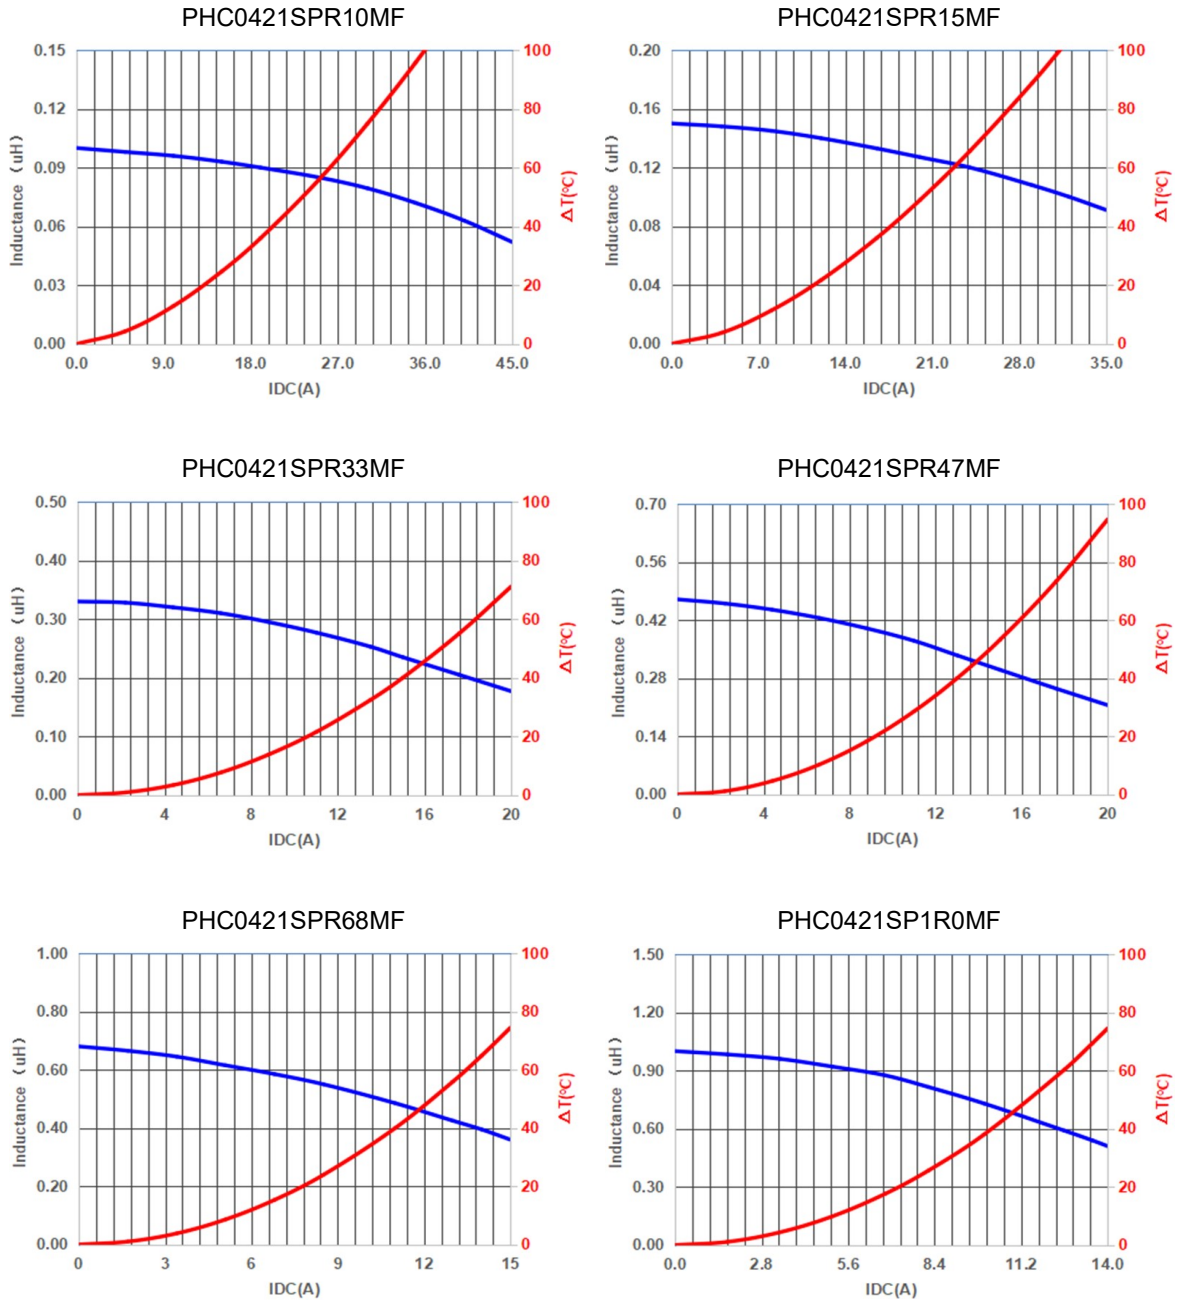 PHC0421SPR10MF
0.15
0.12
0.09
0.06
0.03
0.00
Inductance（uH）
100
80
60
40
20
0
ΔT(℃)
0.0 9.0 18.0 27.0 36.0 45.0
IDC(A)
PHC0421SPR15MF
0.20
0.16
0.12
0.08
0.04
0.00
Inductance（uH）
100
80
60
40
20
0
ΔT(℃)
0.0 7.0 14.0 21.0 28.0 35.0
IDC(A)
PHC0421SPR33MF
0.50
0.40
0.30
0.20
0.10
0.00
Inductance（uH）
100
80
60
40
20
0
ΔT(℃)
0 4 8 12 16 20
IDC(A)
PHC0421SPR47MF
0.70
0.56
0.42
0.28
0.14
0.00
Inductance（uH）
100
80
60
40
20
0
ΔT(℃)
0 4 8 12 16 20
IDC(A)
PHC0421SPR68MF
1.00
0.80
0.60
0.40
0.20
0.00
Inductance（uH）
100
80
60
40
20
0
ΔT(℃)
0 3 6 9 12 15
IDC(A)
PHC0421SP1R0MF
1.50
1.20
0.90
0.60
0.30
0.00
Inductance（uH）
100
80
60
40
20
0
ΔT(℃)
0.0 2.8 5.6 8.4 11.2 14.0
IDC(A)